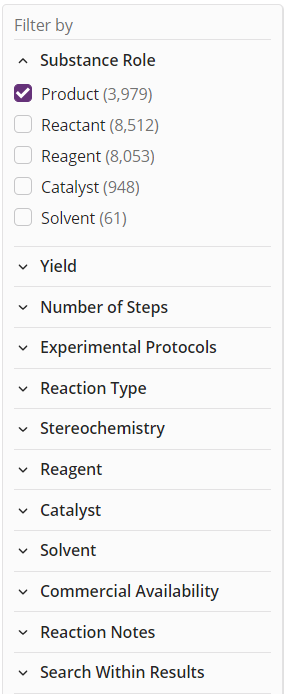 Filter by
Substance Role
Product (3,979)
Reactant (8,512)
Reagent (8,053)
Catalyst (948)
Solvent (61)
Yield
Number of Steps
Experimental Protocols
Reaction Type
Stereochemistry
Reagent
Catalyst
Solvent
Commercial Availability
Reaction Notes
Search Within Results